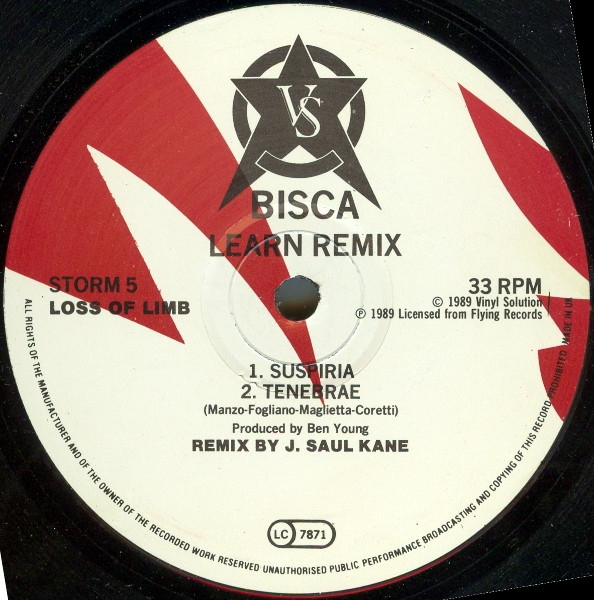 VS
BISCA
LEARN REMIX
STORM 5
LOSS OF LIMB
33 RPM
© 1989 Vinyl Solution
℗ 1989 Licensed from Flying Records
1. SUSPIRIA
2. TENEBRAE
(Manzo-Fogliano-Maglietta-Coretti)
Produced by Ben Young
REMIX BY J. SAUL KANE
LC 7871
ALL RIGHTS OF THE MANUFACTURER AND OF THE OWNER OF THE RECORDED WORK RESERVED UNAUTHORISED PUBLIC PERFORMANCE BROADCASTING AND COPYING OF THIS RECORD PROHIBITED MADE IN UK